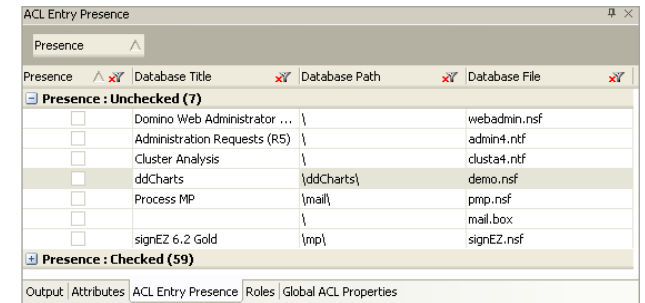 ACL Entry Presence
Presence
Presence Database Title Database Path Database File
Presence : Unchecked (7)
Domino Web Administrator ... \ webadmin.nsf
Administration Requests (R5) \ admin4.ntf
Cluster Analysis \ clusta4.ntf
ddCharts \ddCharts\ demo.nsf
Process MP \mail\ pmp.nsf
\ mail.box
signEZ 6.2 Gold \mp\ signEZ.nsf
Presence : Checked (59)
Output Attributes ACL Entry Presence Roles Global ACL Properties